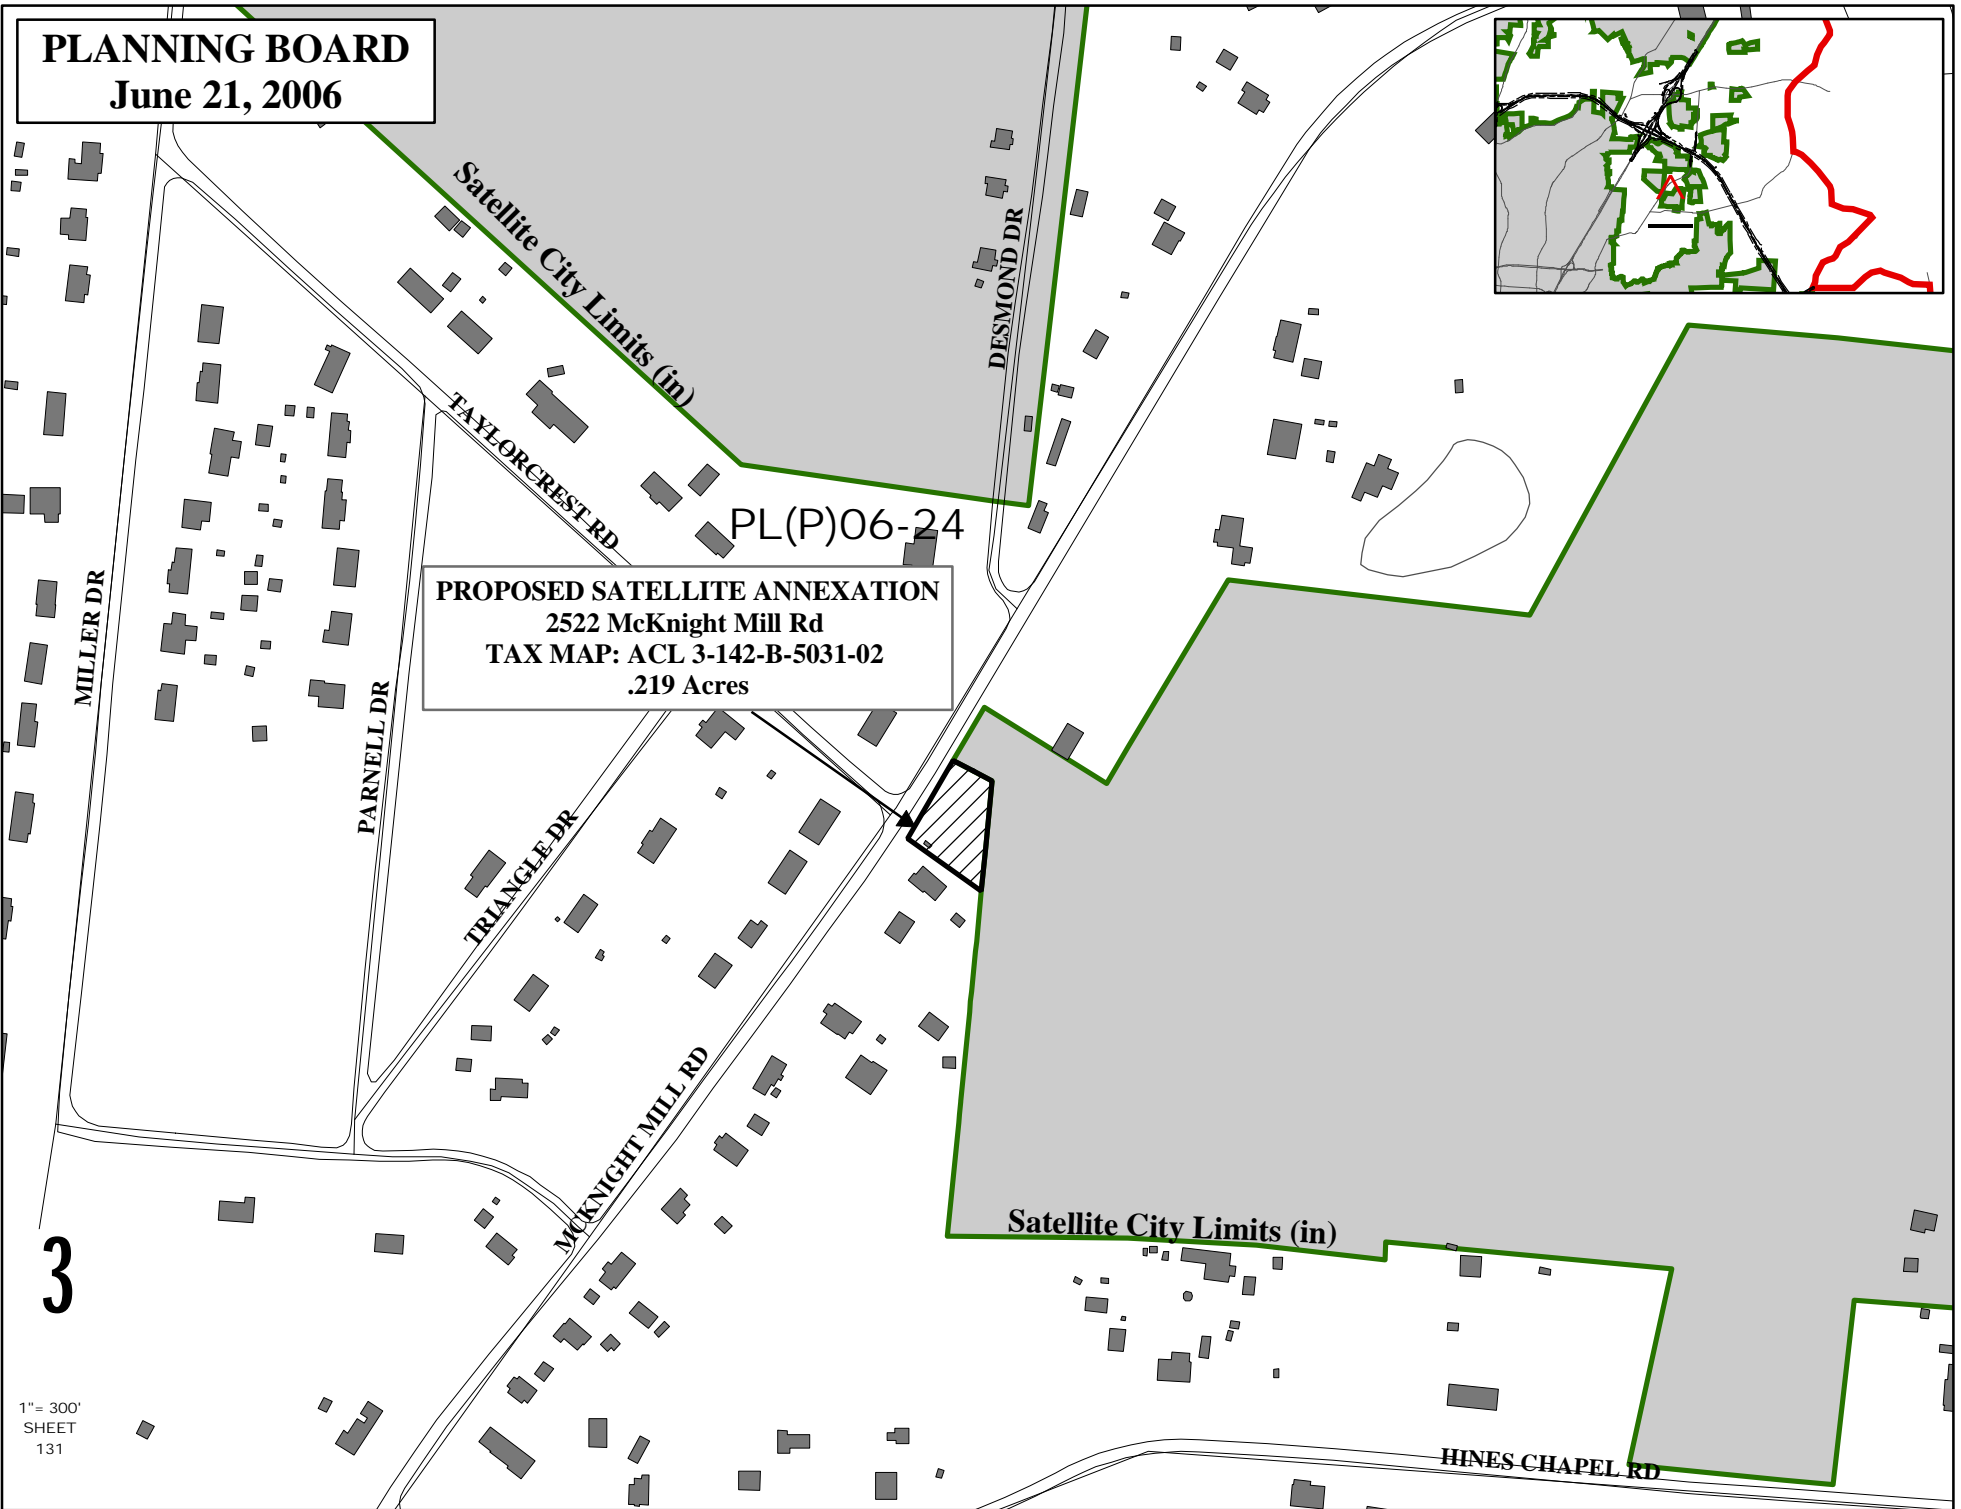 PLANNING BOARD
June 21, 2006
Satellite City Limits (in)
DESMOND DR
TAYLORCREST RD
PL(P)06-24
PROPOSED SATELLITE ANNEXATION
2522 McKnight Mill Rd
TAX MAP: ACL 3-142-B-5031-02
.219 Acres
MILLER DR
PARNELL DR
TRIANGLE DR
MCKNIGHT MILL RD
Satellite City Limits (in)
3
1"= 300'
SHEET
131
HINES CHAPEL RD